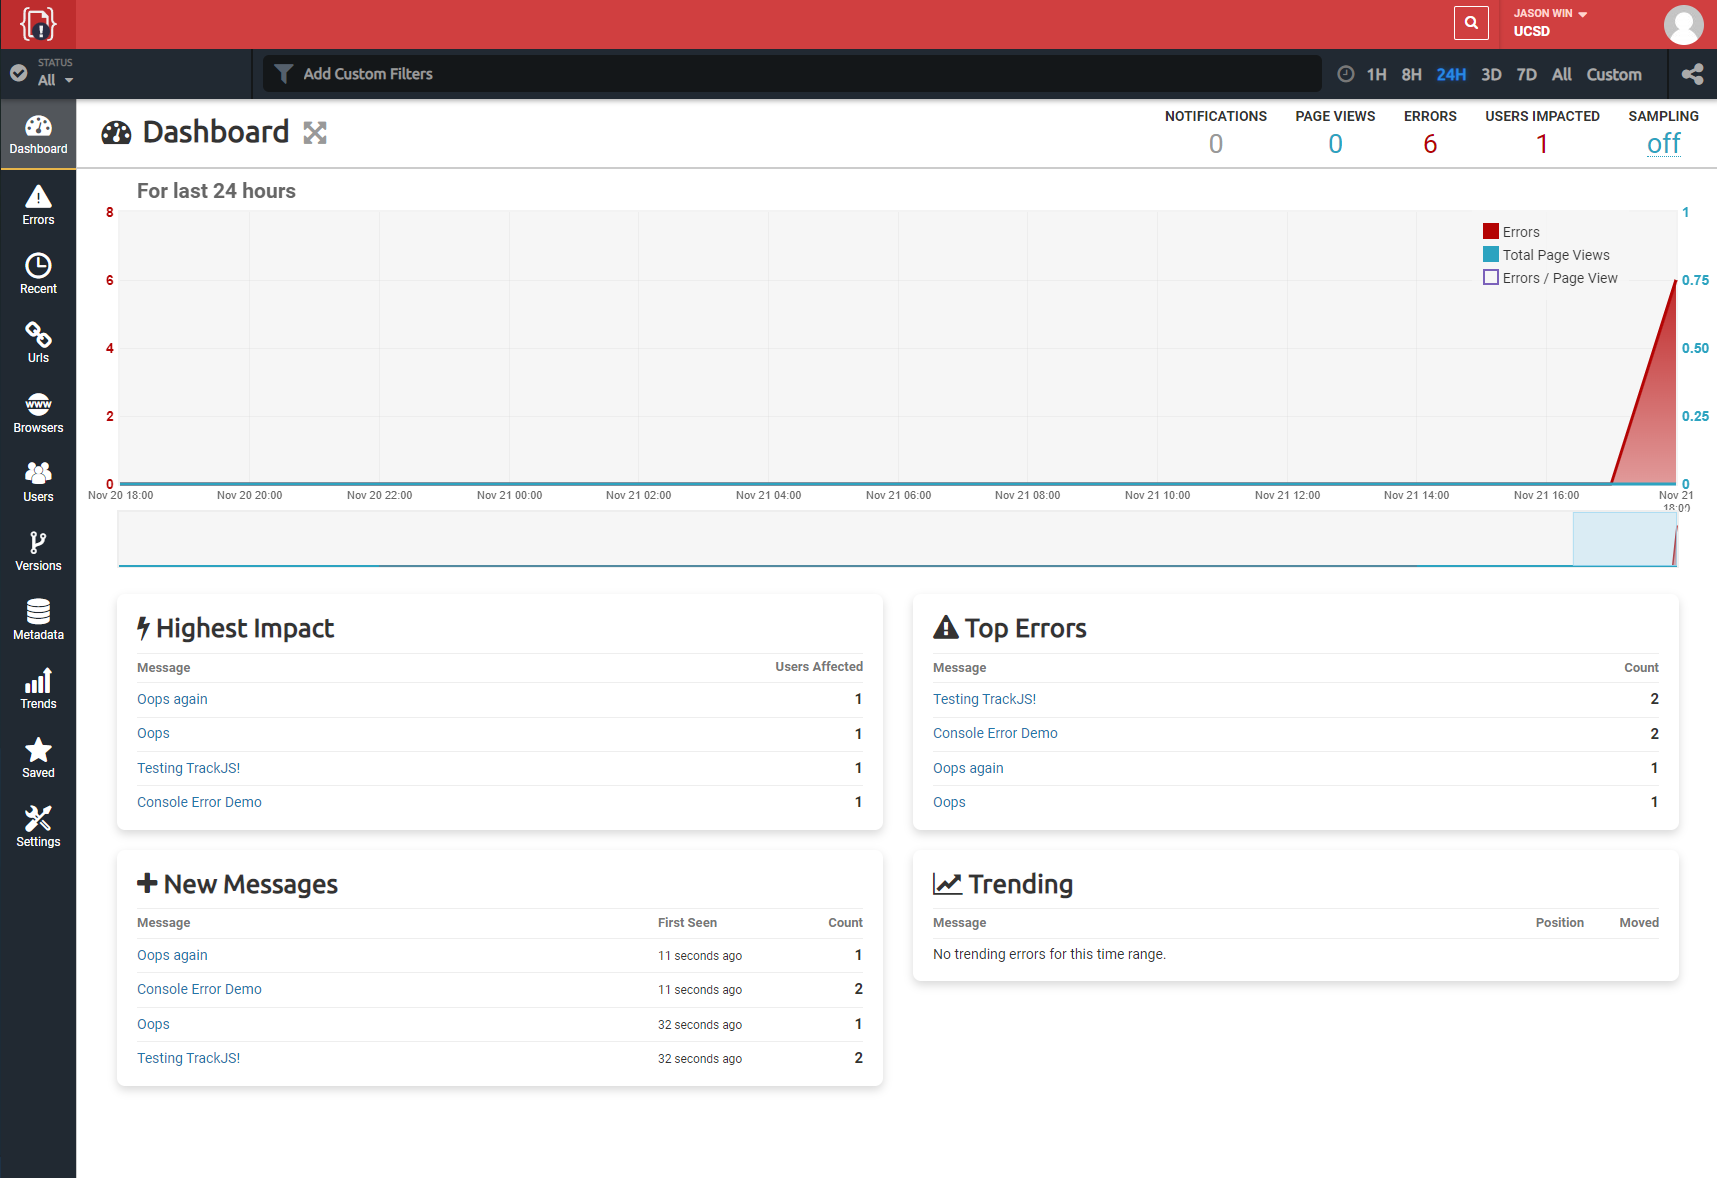 JASON WIN
UCSD
STATUS
All
Add Custom Filters
1H 8H 24H 3D 7D All Custom
Dashboard
Errors
Recent
Urls
www
Browsers
Users
Versions
Metadata
Trends
Saved
Settings
Dashboard
NOTIFICATIONS PAGE VIEWS ERRORS USERS IMPACTED SAMPLING
0 0 6 1 off
For last 24 hours
8
6
4
2
0
1
0.75
0.50
0.25
0
Errors
Total Page Views
Errors / Page View
Nov 20 18:00 Nov 20 20:00 Nov 20 22:00 Nov 21 00:00 Nov 21 02:00 Nov 21 04:00 Nov 21 06:00 Nov 21 08:00 Nov 21 10:00 Nov 21 12:00 Nov 21 14:00 Nov 21 16:00 Nov 21
18:00
Highest Impact
Message Users Affected
Oops again 1
Oops 1
Testing TrackJS! 1
Console Error Demo 1
Top Errors
Message Count
Testing TrackJS! 2
Console Error Demo 2
Oops again 1
Oops 1
New Messages
Message First Seen Count
Oops again 11 seconds ago 1
Console Error Demo 11 seconds ago 2
Oops 32 seconds ago 1
Testing TrackJS! 32 seconds ago 2
Trending
Message Position Moved
No trending errors for this time range.